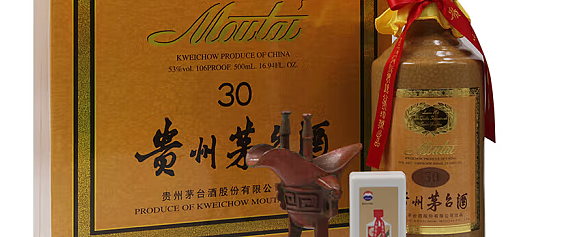 Moutai
KWEICHOW PRODUCE OF CHINA
53%vol. 106PROOF. 500mL. 16.94FL. OZ.
30
贵州茅台酒
贵州茅台酒股份有限公
PRODUCE OF KWEICHOW MOUT
Moutai
30
贵州茅台酒